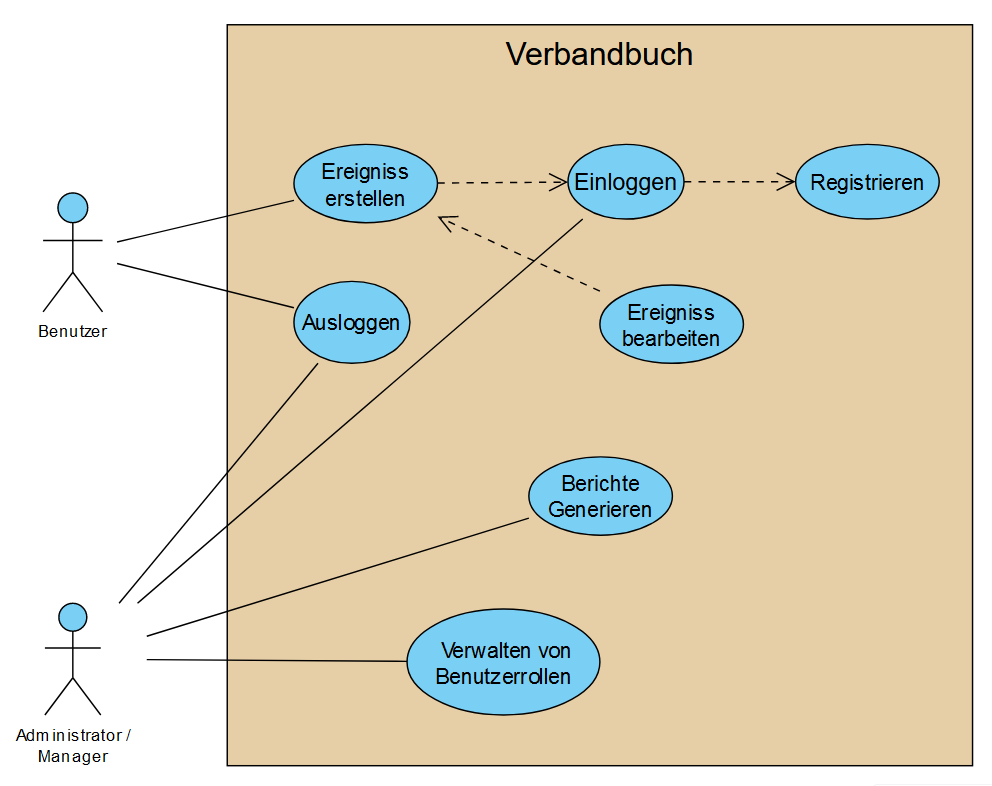 Verbandbuch
Ereigniss
erstellen
Einloggen
Registrieren
Benutzer
Ausloggen
Ereigniss
bearbeiten
Berichte
Generieren
Verwalten von
Benutzerrollen
Administrator /
Manager